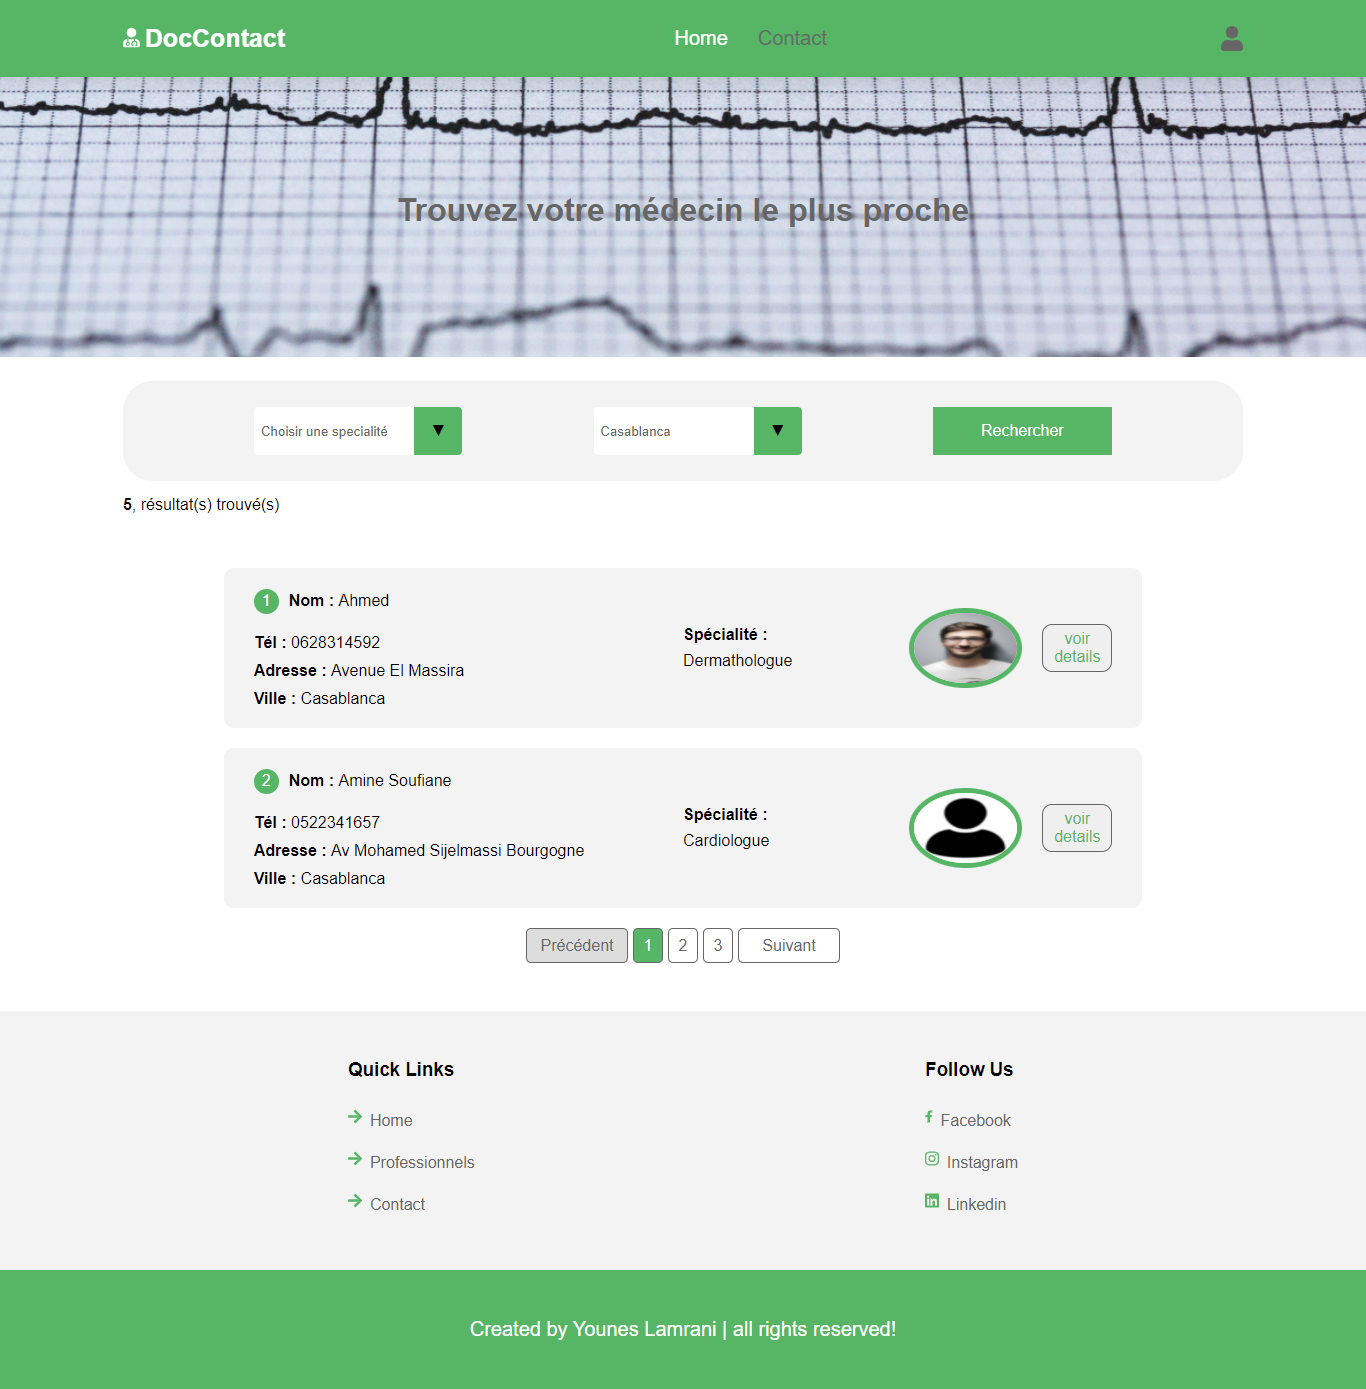 DocContact
Home
Contact
Trouvez votre médecin le plus proche
Choisir une specialité
▼
Casablanca
▼
Rechercher
5, résultat(s) trouvé(s)
1
Nom : Ahmed
Tél : 0628314592
Adresse : Avenue El Massira
Ville : Casablanca
Spécialité :
Dermathologue
voir
details
2
Nom : Amine Soufiane
Tél : 0522341657
Adresse : Av Mohamed Sijelmassi Bourgogne
Ville : Casablanca
Spécialité :
Cardiologue
voir
details
Précédent
1
2
3
Suivant
Quick Links
Home
Professionnels
Contact
Follow Us
Facebook
Instagram
Linkedin
Created by Younes Lamrani | all rights reserved!